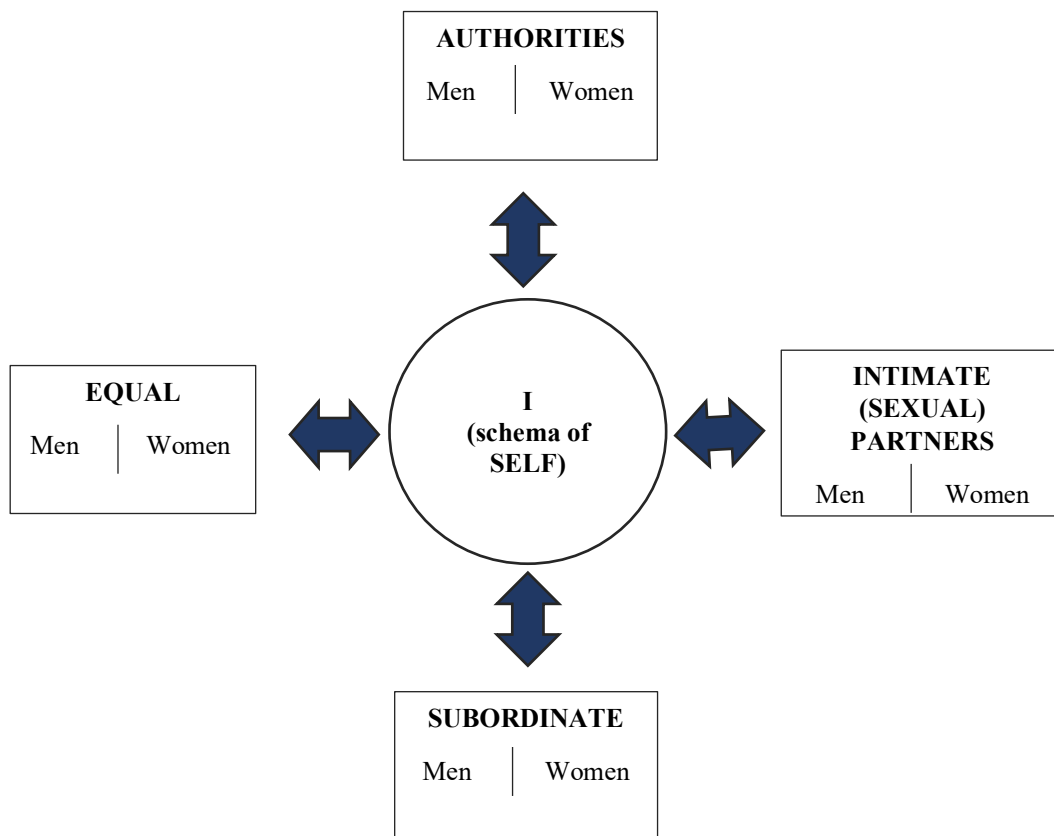 AUTHORITIES
Men Women
EQUAL
Men Women
I
(schema of
SELF)
INTIMATE
(SEXUAL)
PARTNERS
Men Women
SUBORDINATE
Men Women